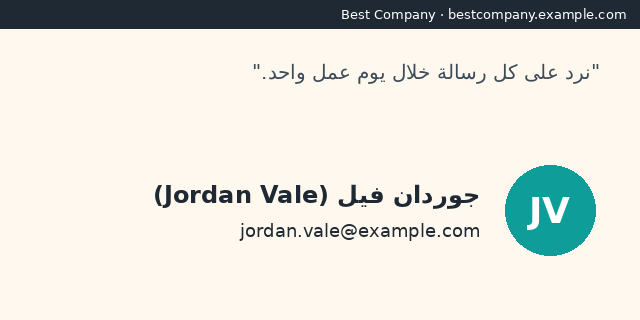 Best Company · bestcompany.example.com
"نرد على كل رسالة خلال يوم عمل واحد."
جوردان فيل (Jordan Vale)
jordan.vale@example.com
JV